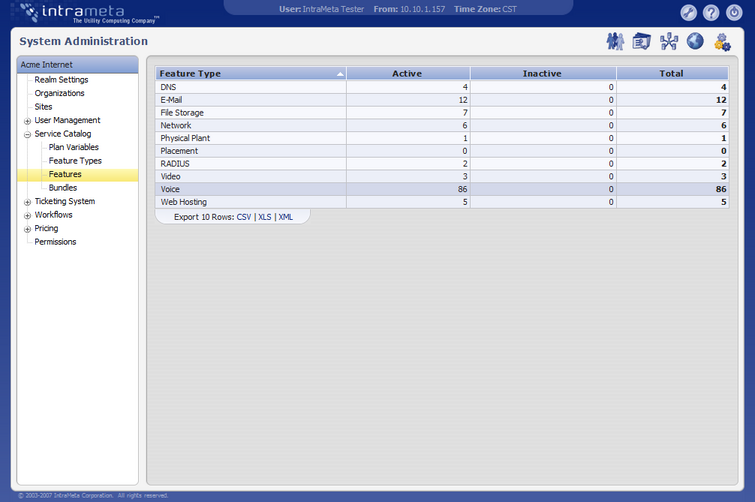 intrameta
The Utility Computing Company™
User: IntraMeta Tester From: 10.10.1.157 Time Zone: CST
System Administration
Acme Internet
Realm Settings
Organizations
Sites
User Management
Service Catalog
Plan Variables
Feature Types
Features
Bundles
Ticketing System
Workflows
Pricing
Permissions
Feature Type Active Inactive Total
DNS 4 0 4
E-Mail 12 0 12
File Storage 7 0 7
Network 6 0 6
Physical Plant 1 0 1
Placement 0 0 0
RADIUS 2 0 2
Video 3 0 3
Voice 86 0 86
Web Hosting 5 0 5
Export 10 Rows: CSV | XLS | XML
© 2003-2007 IntraMeta Corporation. All rights reserved.